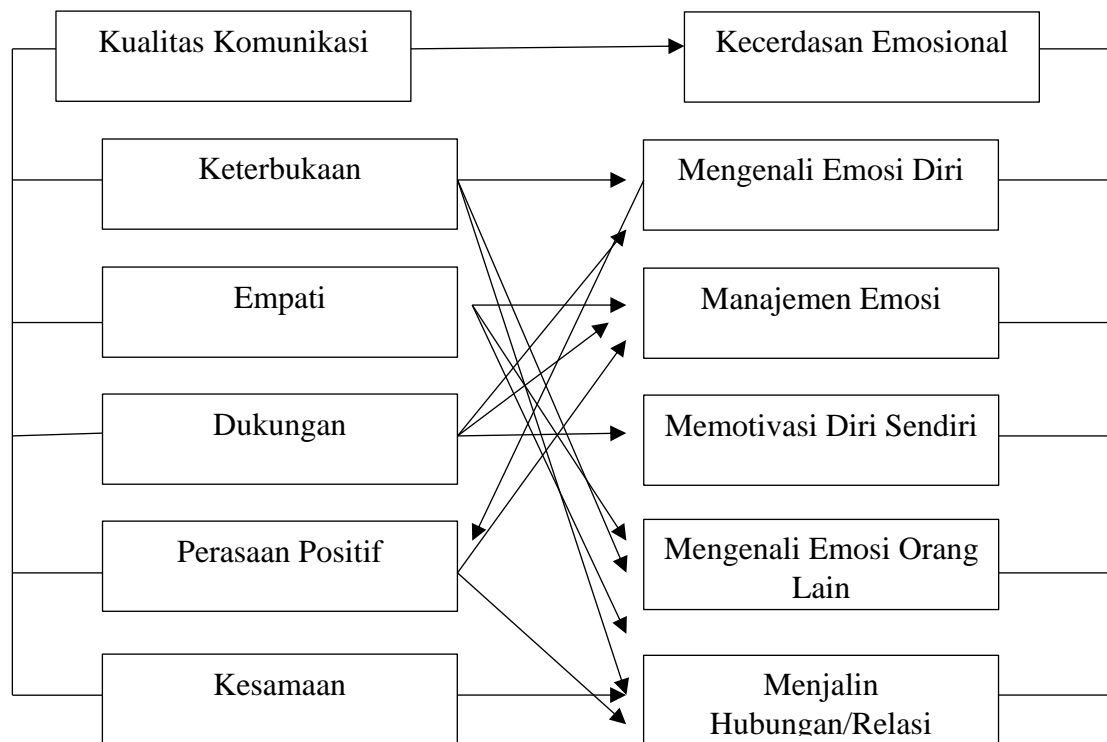 Kualitas Komunikasi
Kecerdasan Emosional
Keterbukaan
Mengenali Emosi Diri
Empati
Manajemen Emosi
Dukungan
Memotivasi Diri Sendiri
Perasaan Positif
Mengenali Emosi Orang
Lain
Kesamaan
Menjalin
Hubungan/Relasi